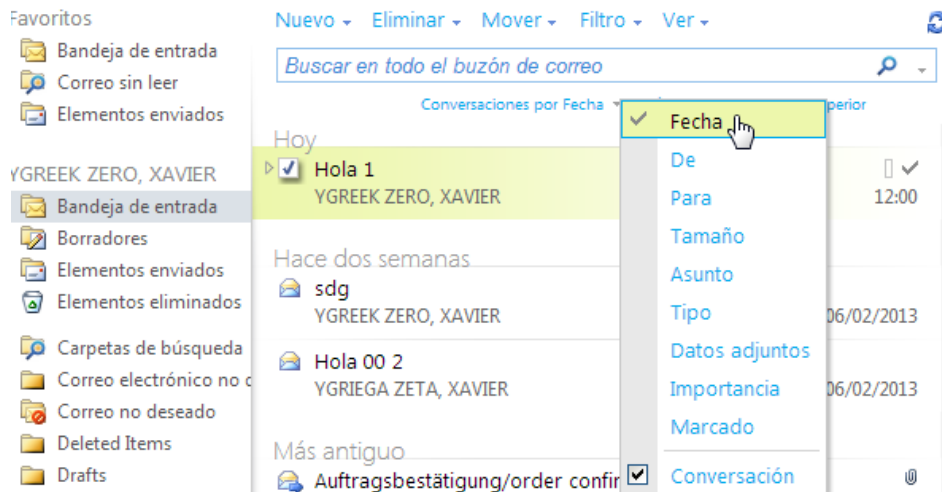 Favoritos
Bandeja de entrada
Correo sin leer
Elementos enviados
YGREEK ZERO, XAVIER
Bandeja de entrada
Borradores
Elementos enviados
Elementos eliminados
Carpetas de búsqueda
Correo electrónico no d
Correo no deseado
Deleted Items
Drafts
Nuevo Eliminar Mover Filtro Ver
Buscar en todo el buzón de correo
Conversaciones por Fecha perior
Hoy
Hola 1
YGREEK ZERO, XAVIER 12:00
Hace dos semanas
sdg
YGREEK ZERO, XAVIER 06/02/2013
Hola 00 2
YGRIEGA ZETA, XAVIER 06/02/2013
Más antiguo
Auftragsbestätigung/order confir
Fecha
De
Para
Tamaño
Asunto
Tipo
Datos adjuntos
Importancia
Marcado
Conversación